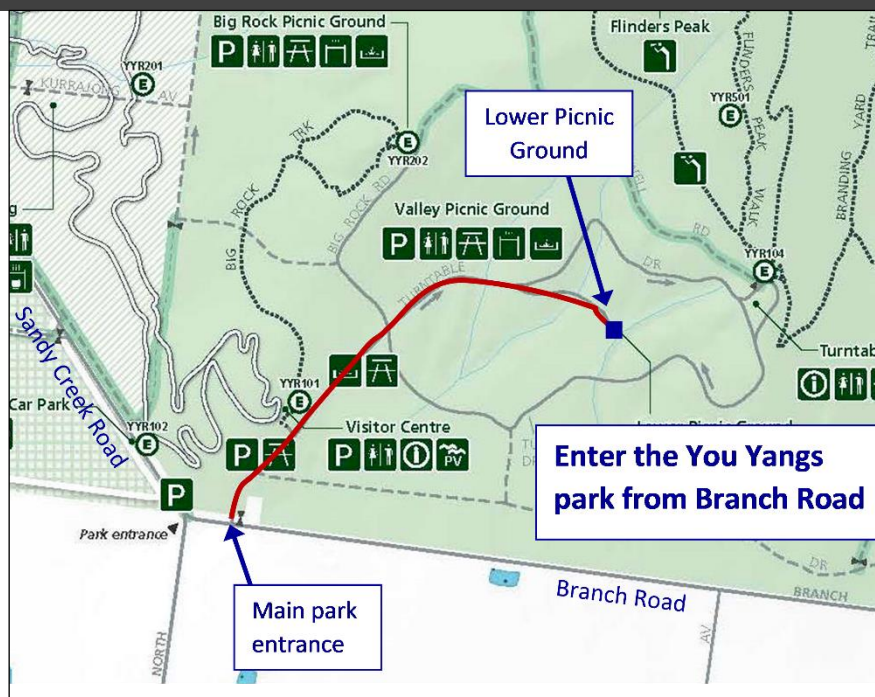 Big Rock Picnic Ground
P
Flinders Peak
YYR201
E
KURRAJONG AV
TRK
E
YYR202
Lower Picnic
Ground
YYR501
E
FLINDERS
PEAK
WALK
TRAIL
YARD
BRANDING
BIG ROCK
BIG ROCK RD
Valley Picnic Ground
P
TURNTABLE
DR
RD
YYR104
E
g
Sandy Creek Road
Car Park
YYR102
E
YYR101
E
Visitor Centre
P
P
P
PV
Turntab
Enter the You Yangs
park from Branch Road
Park entrance
Main park
entrance
Branch Road
DR
BRANCH
NORTH
AV